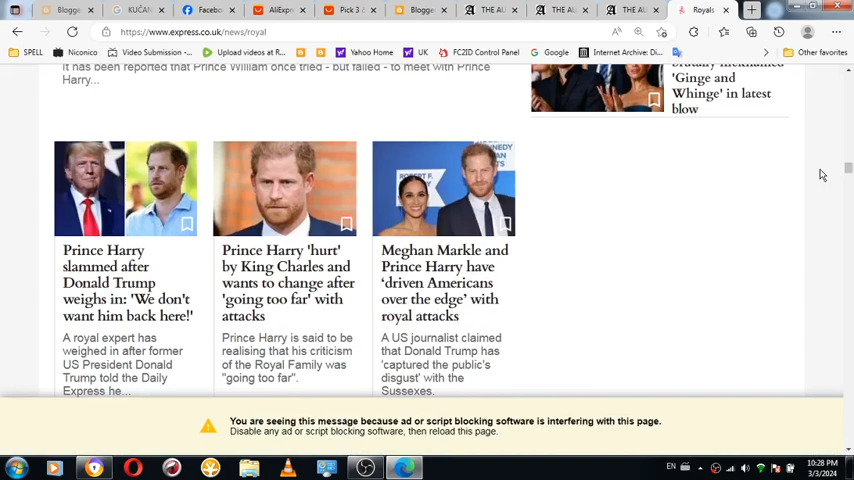 Blogge
KUĆAN
Facebo
AliExpr
Pick 3
Blogge
THE AU
THE AU
THE AU
Royals
https://www.express.co.uk/news/royal
SPELL
Niconico
Video Submission -...
Upload videos at R...
Yahoo Home
UK
FC2ID Control Panel
Google
Internet Archive: Di...
Other favorites
It has been reported that Prince William once tried - but failed - to meet with Prince
Harry...
brutally nicknamed
'Ginge and
Whinge' in latest
blow
ROBERT F.
KENNEDY
Prince Harry
slammed after
Donald Trump
weighs in: 'We don't
want him back here!'
A royal expert has
weighed in after former
US President Donald
Trump told the Daily
Express he...
Prince Harry 'hurt'
by King Charles and
wants to change after
'going too far' with
attacks
Prince Harry is said to be
realising that his criticism
of the Royal Family was
"going too far".
Meghan Markle and
Prince Harry have
‘driven Americans
over the edge’ with
royal attacks
A US journalist claimed
that Donald Trump has
'captured the public's
disgust' with the
Sussexes.
You are seeing this message because ad or script blocking software is interfering with this page.
Disable any ad or script blocking software, then reload this page.
EN
10:28 PM
3/3/2024